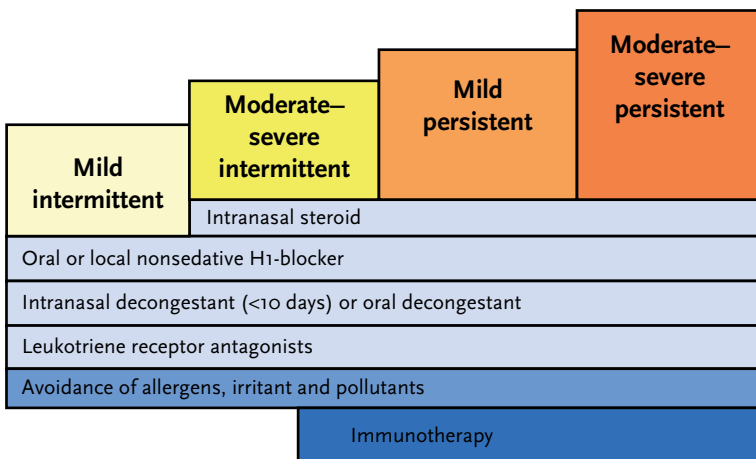 Mild
intermittent
Moderate–
severe
intermittent
Mild
persistent
Moderate–
severe
persistent
Intranasal steroid
Oral or local nonsedative H1-blocker
Intranasal decongestant (<10 days) or oral decongestant
Leukotriene receptor antagonists
Avoidance of allergens, irritant and pollutants
Immunotherapy